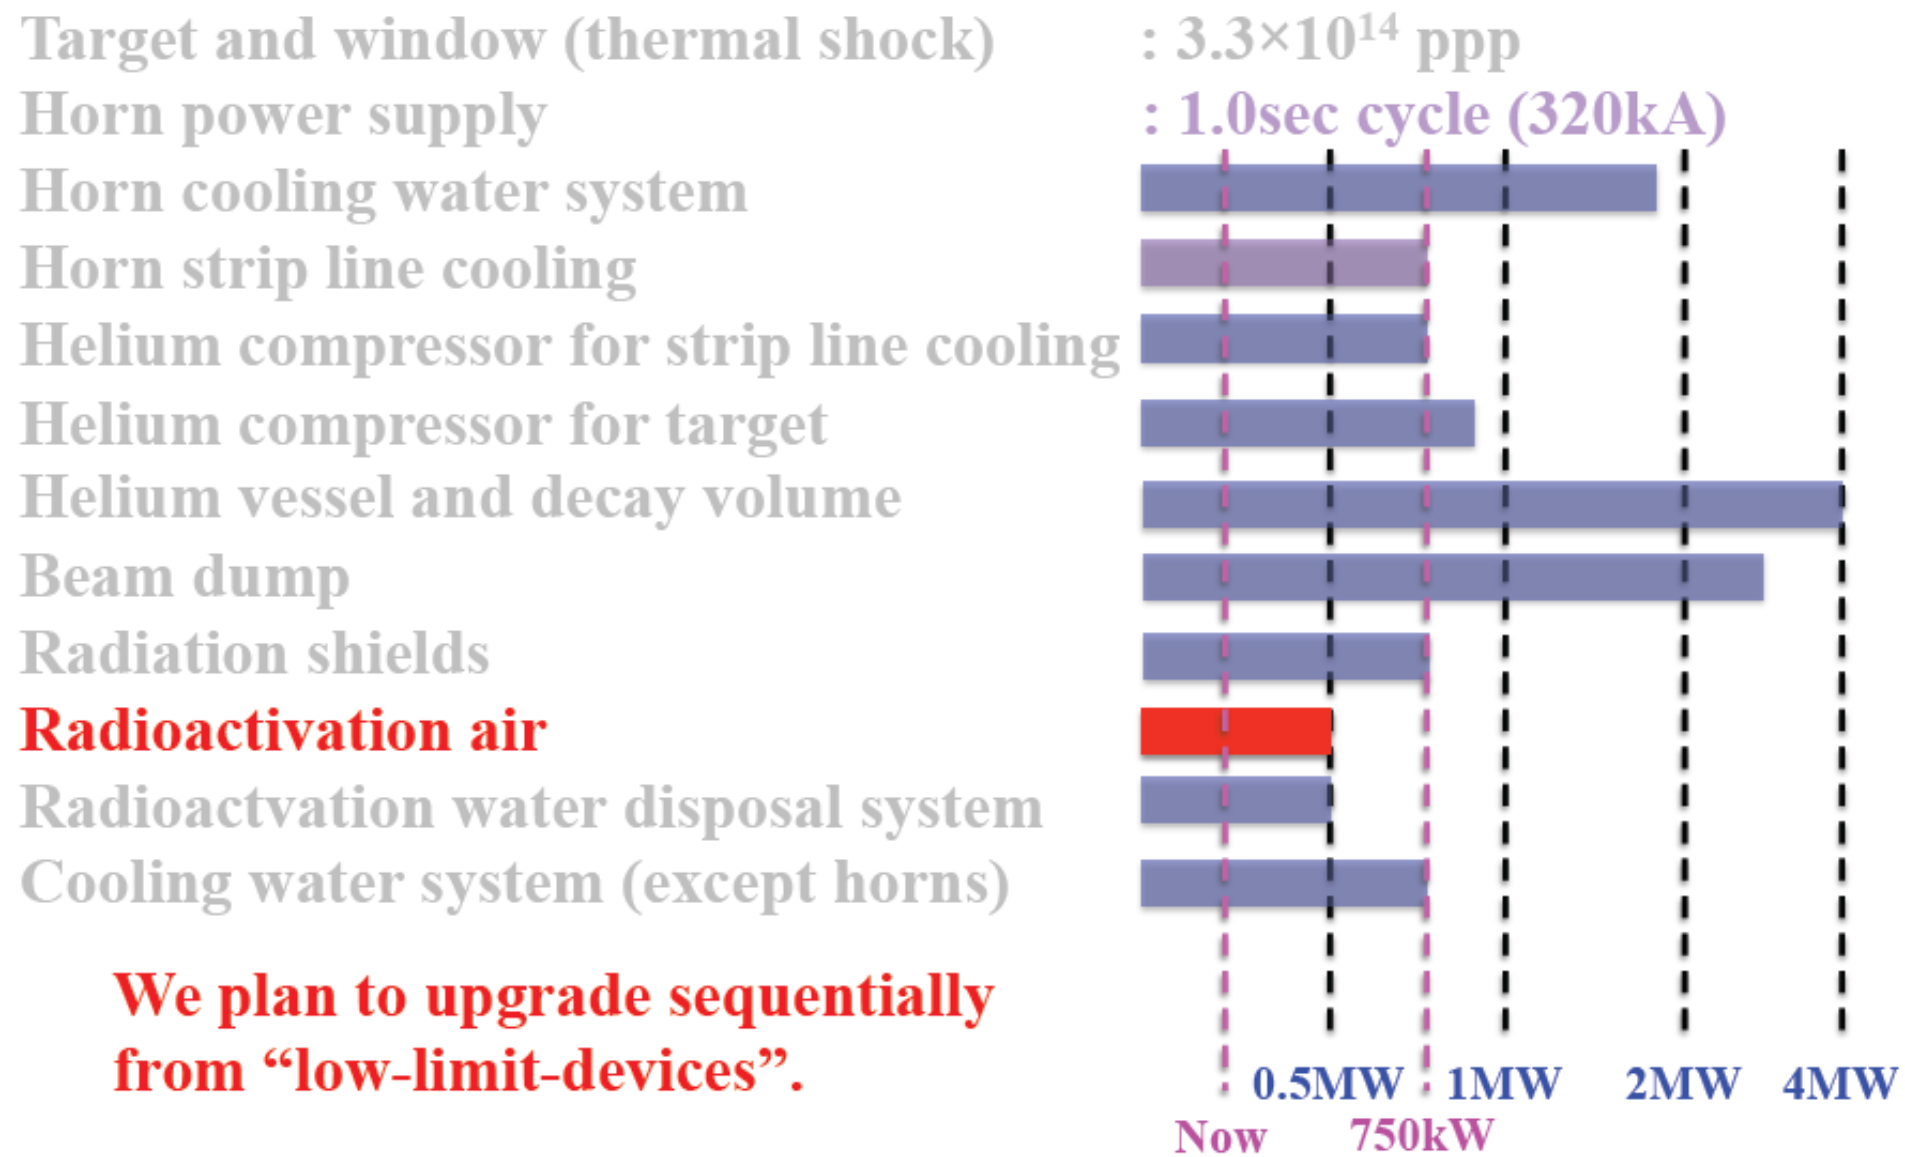 Target and window (thermal shock) : 3.3×10¹⁴ ppp
Horn power supply : 1.0sec cycle (320kA)
Horn cooling water system
Horn strip line cooling
Helium compressor for strip line cooling
Helium compressor for target
Helium vessel and decay volume
Beam dump
Radiation shields
Radioactivation air
Radioactvation water disposal system
Cooling water system (except horns)
We plan to upgrade sequentially
from “low-limit-devices”.
0.5MW 1MW 2MW 4MW
Now 750kW